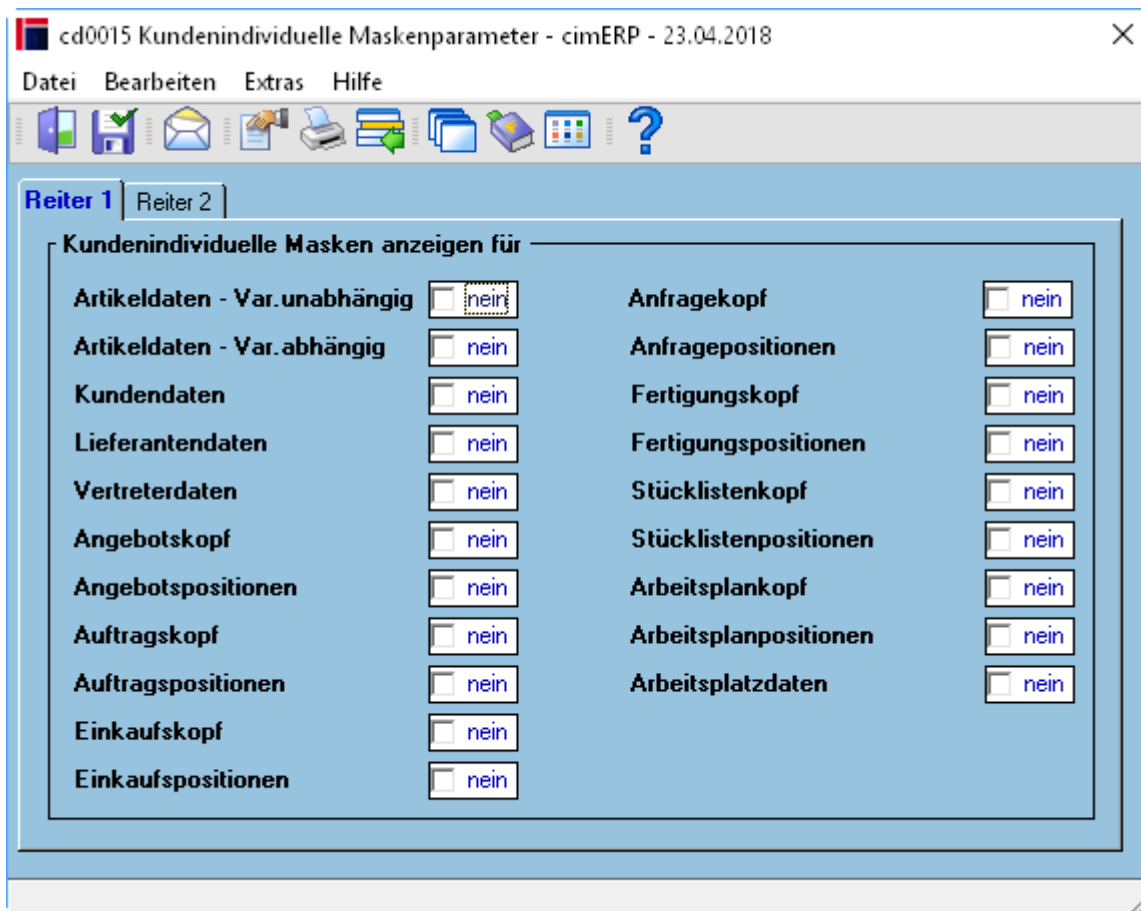 cd0015 Kundenindividuelle Maskenparameter - cimERP - 23.04.2018
Datei Bearbeiten Extras Hilfe
Reiter 1 Reiter 2
Kundenindividuelle Masken anzeigen für
Artikeldaten - Var.unabhängig nein Anfragekopf nein
Artikeldaten - Var.abhängig nein Anfragepositionen nein
Kundendaten nein Fertigungskopf nein
Lieferantendaten nein Fertigungspositionen nein
Vertreterdaten nein Stücklistenkopf nein
Angebotskopf nein Stücklistenpositionen nein
Angebotspositionen nein Arbeitsplankopf nein
Auftragskopf nein Arbeitsplanpositionen nein
Auftragspositionen nein Arbeitsplatzdaten nein
Einkaufskopf nein
Einkaufspositionen nein